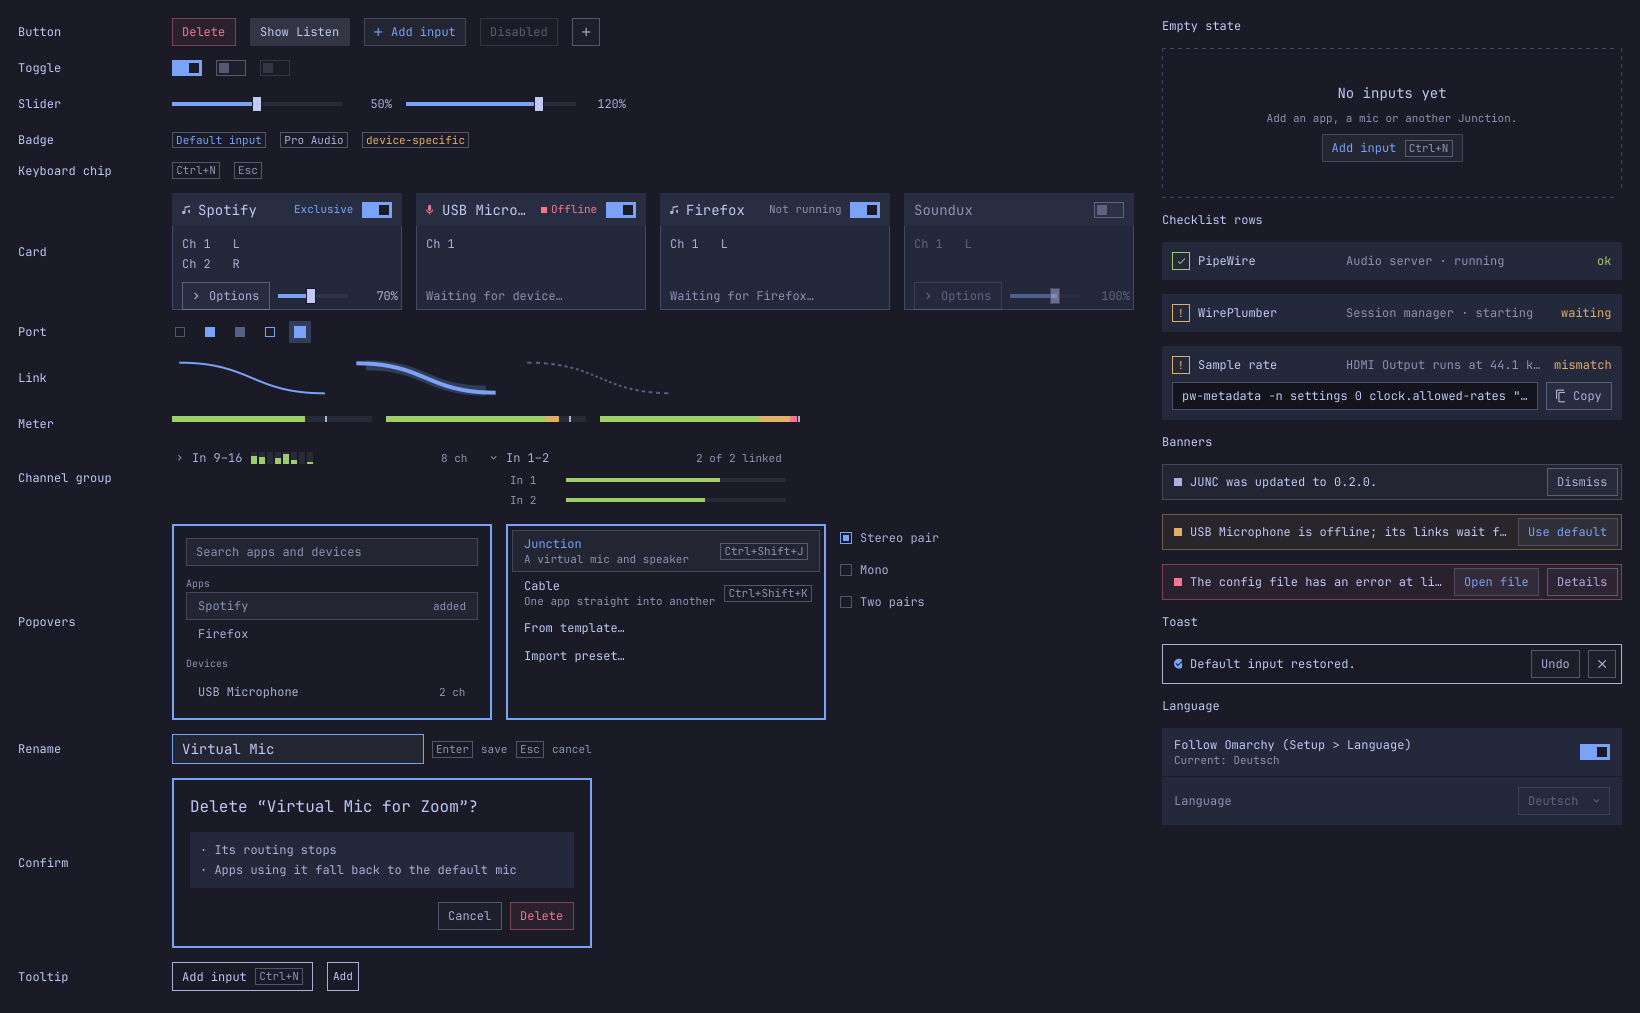 Button
Delete
Show Listen
+ Add input
Disabled
+
Toggle
Slider
50%
120%
Badge
Default input
Pro Audio
device-specific
Keyboard chip
Ctrl+N
Esc
Card
Spotify
Exclusive
Ch 1 L
Ch 2 R
Options
70%
USB Micro…
Offline
Ch 1
Waiting for device…
Firefox
Not running
Ch 1 L
Waiting for Firefox…
Soundux
Ch 1 L
Options
100%
Port
Link
Meter
Channel group
In 9–16
8 ch
In 1–2
2 of 2 linked
In 1
In 2
Popovers
Search apps and devices
Apps
Spotify
added
Firefox
Devices
USB Microphone
2 ch
Junction
A virtual mic and speaker
Ctrl+Shift+J
Cable
One app straight into another
Ctrl+Shift+K
From template…
Import preset…
Stereo pair
Mono
Two pairs
Rename
Virtual Mic
Enter save Esc cancel
Confirm
Delete “Virtual Mic for Zoom”?
· Its routing stops
· Apps using it fall back to the default mic
Cancel
Delete
Tooltip
Add input Ctrl+N
Add
Empty state
No inputs yet
Add an app, a mic or another Junction.
Add input Ctrl+N
Checklist rows
PipeWire
Audio server · running
ok
! WirePlumber
Session manager · starting
waiting
! Sample rate
HDMI Output runs at 44.1 k…
mismatch
pw-metadata -n settings 0 clock.allowed-rates "…
Copy
Banners
JUNC was updated to 0.2.0.
Dismiss
USB Microphone is offline; its links wait f…
Use default
The config file has an error at li…
Open file
Details
Toast
Default input restored.
Undo
Language
Follow Omarchy (Setup > Language)
Current: Deutsch
Language
Deutsch